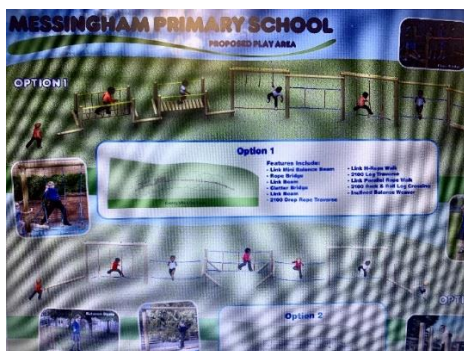 MESSINGHAM PRIMARY SCHOOL
PROPOSED PLAY AREA
OPTION 1
Option 1
Features Include:
- Link Mini Balance Beam
- Rope Bridge
- Link Beam
- Clatter Bridge
- Link Beam
- 2100 Drop Rope Traverse
- Link N-Rope Walk
- 2100 Log Traverse
- Link Parallel Rope Walk
- 2100 Rock & Roll Log Crossing
- Inclined Balance Weaver
OPTI
Option 2